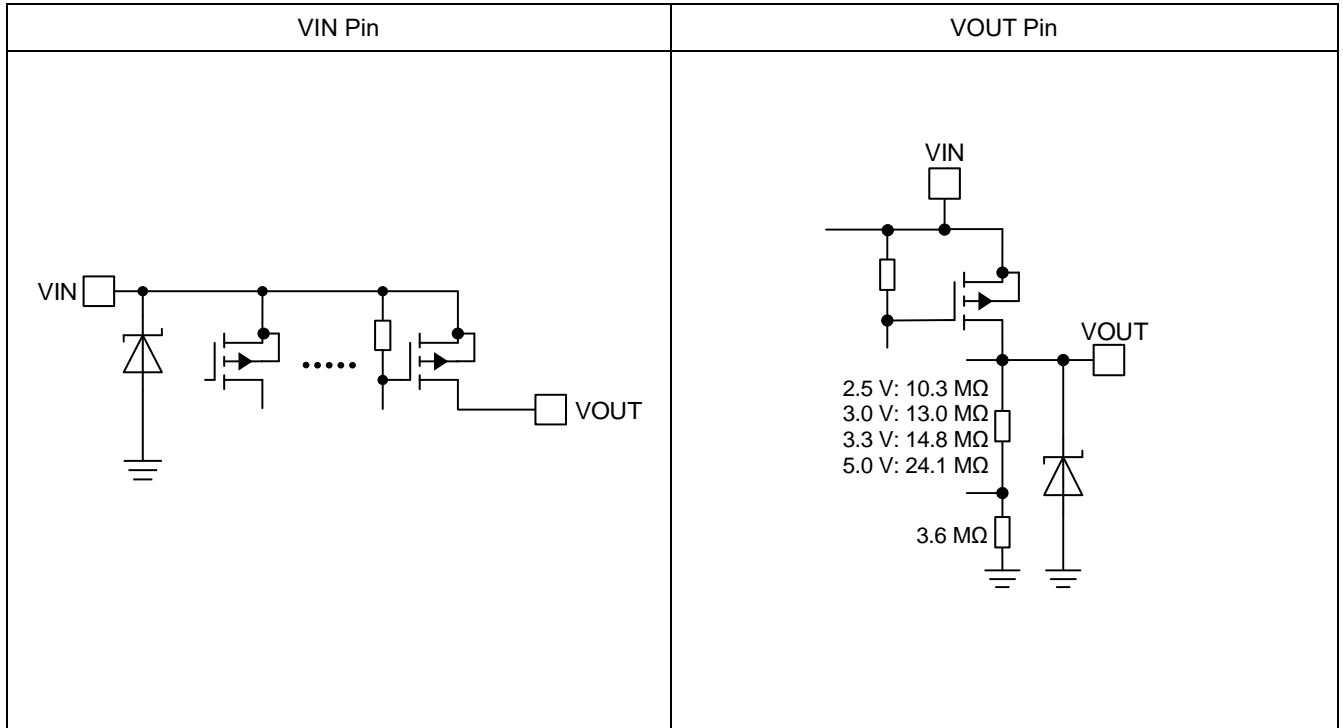 VIN Pin
VOUT Pin
VIN
VOUT
VIN
VOUT
2.5 V: 10.3 MΩ
3.0 V: 13.0 MΩ
3.3 V: 14.8 MΩ
5.0 V: 24.1 MΩ
3.6 MΩ